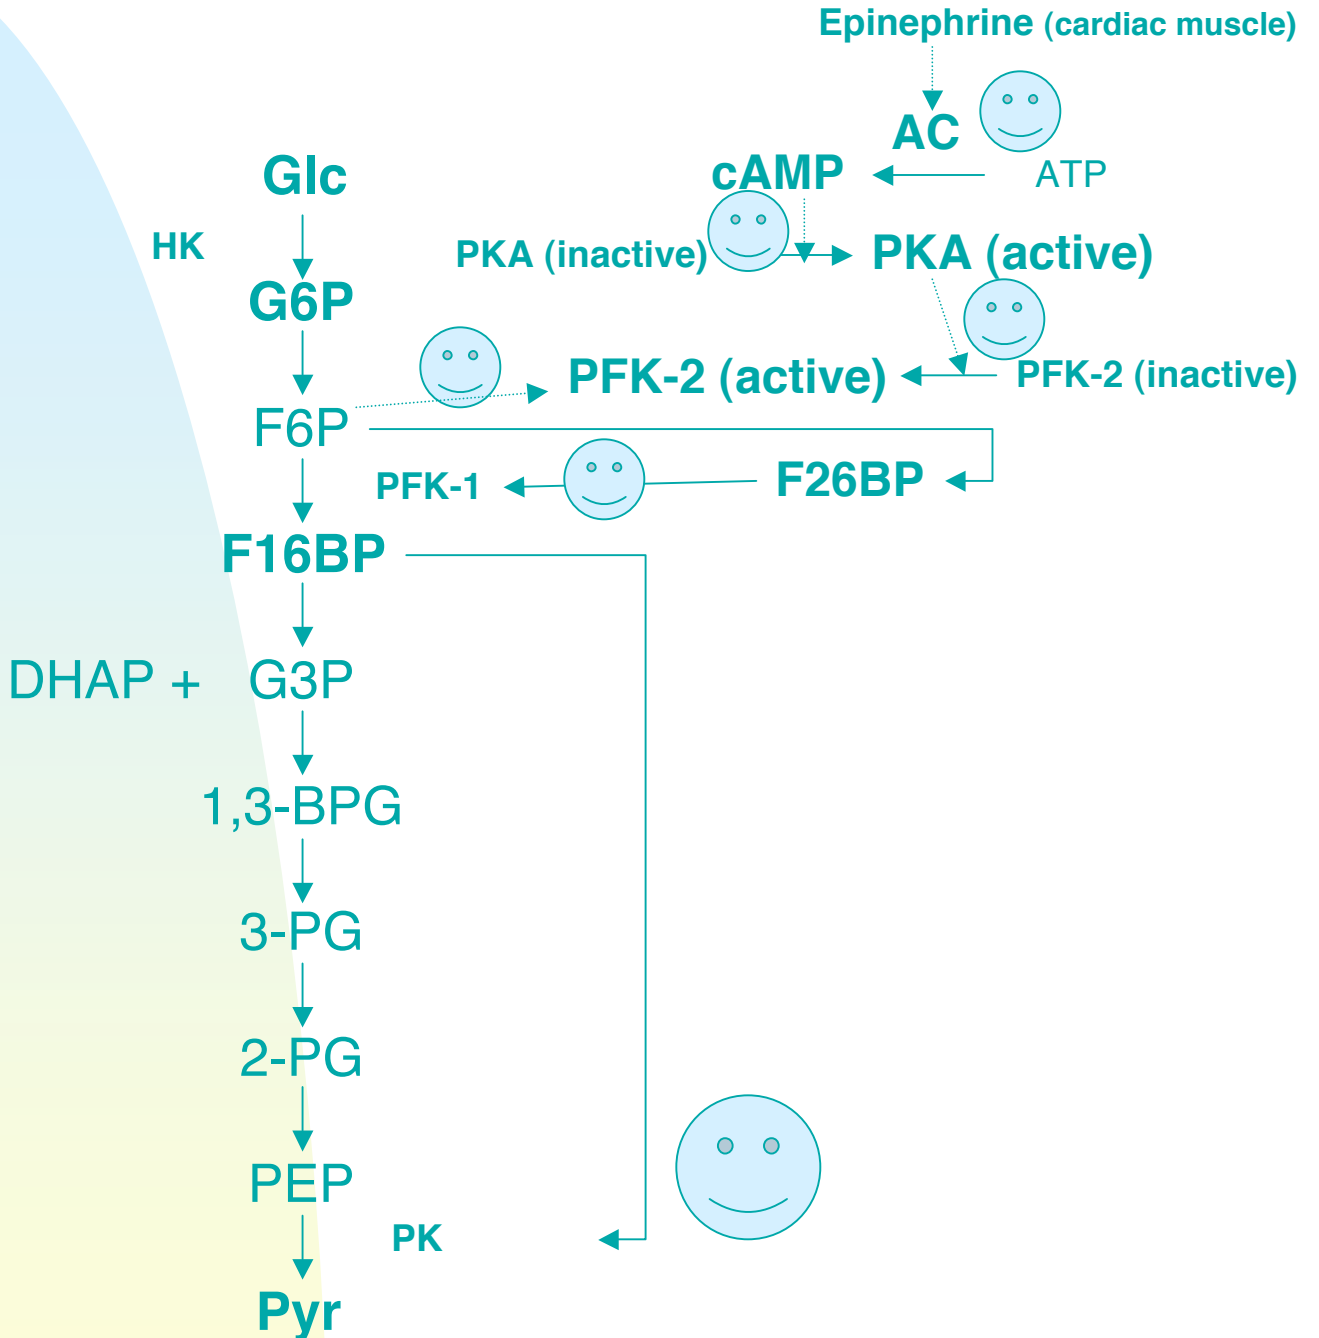 Epinephrine (cardiac muscle)
AC
Glc
cAMP
ATP
HK
PKA (inactive)
PKA (active)
G6P
PFK-2 (active)
PFK-2 (inactive)
F6P
PFK-1
F26BP
F16BP
DHAP + G3P
1,3-BPG
3-PG
2-PG
PEP
PK
Pyr